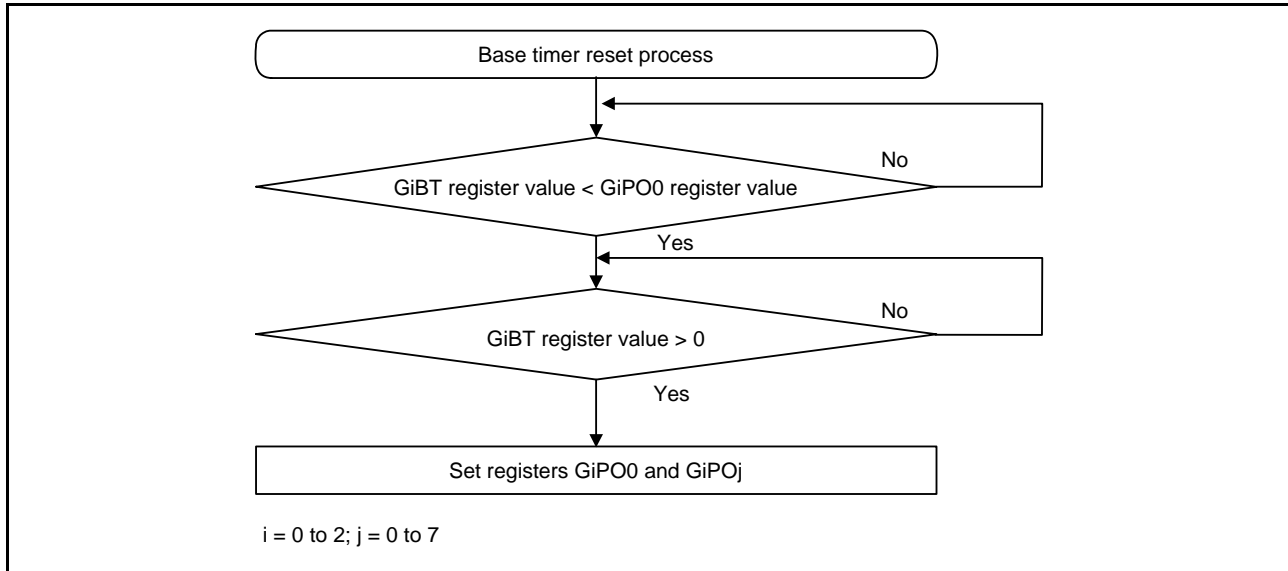 Base timer reset process
No
GiBT register value < GiPO0 register value
Yes
No
GiBT register value > 0
Yes
Set registers GiPO0 and GiPOj
i = 0 to 2; j = 0 to 7